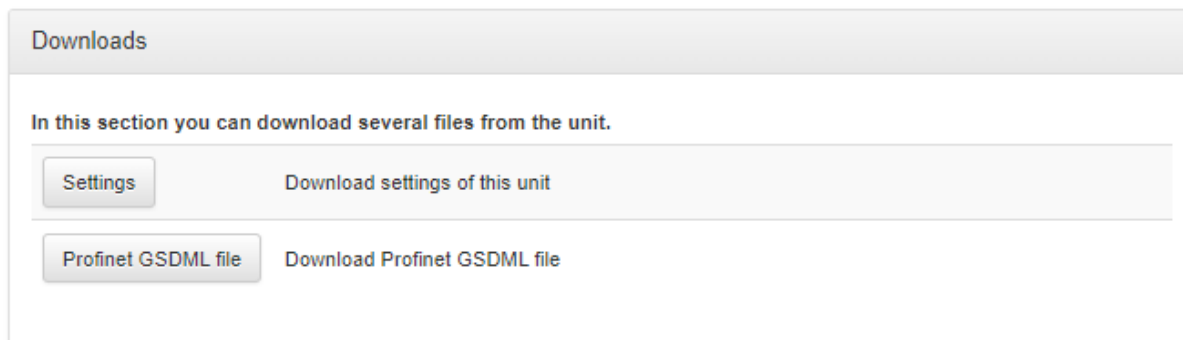 Downloads
In this section you can download several files from the unit.
Settings Download settings of this unit
Profinet GSDML file Download Profinet GSDML file